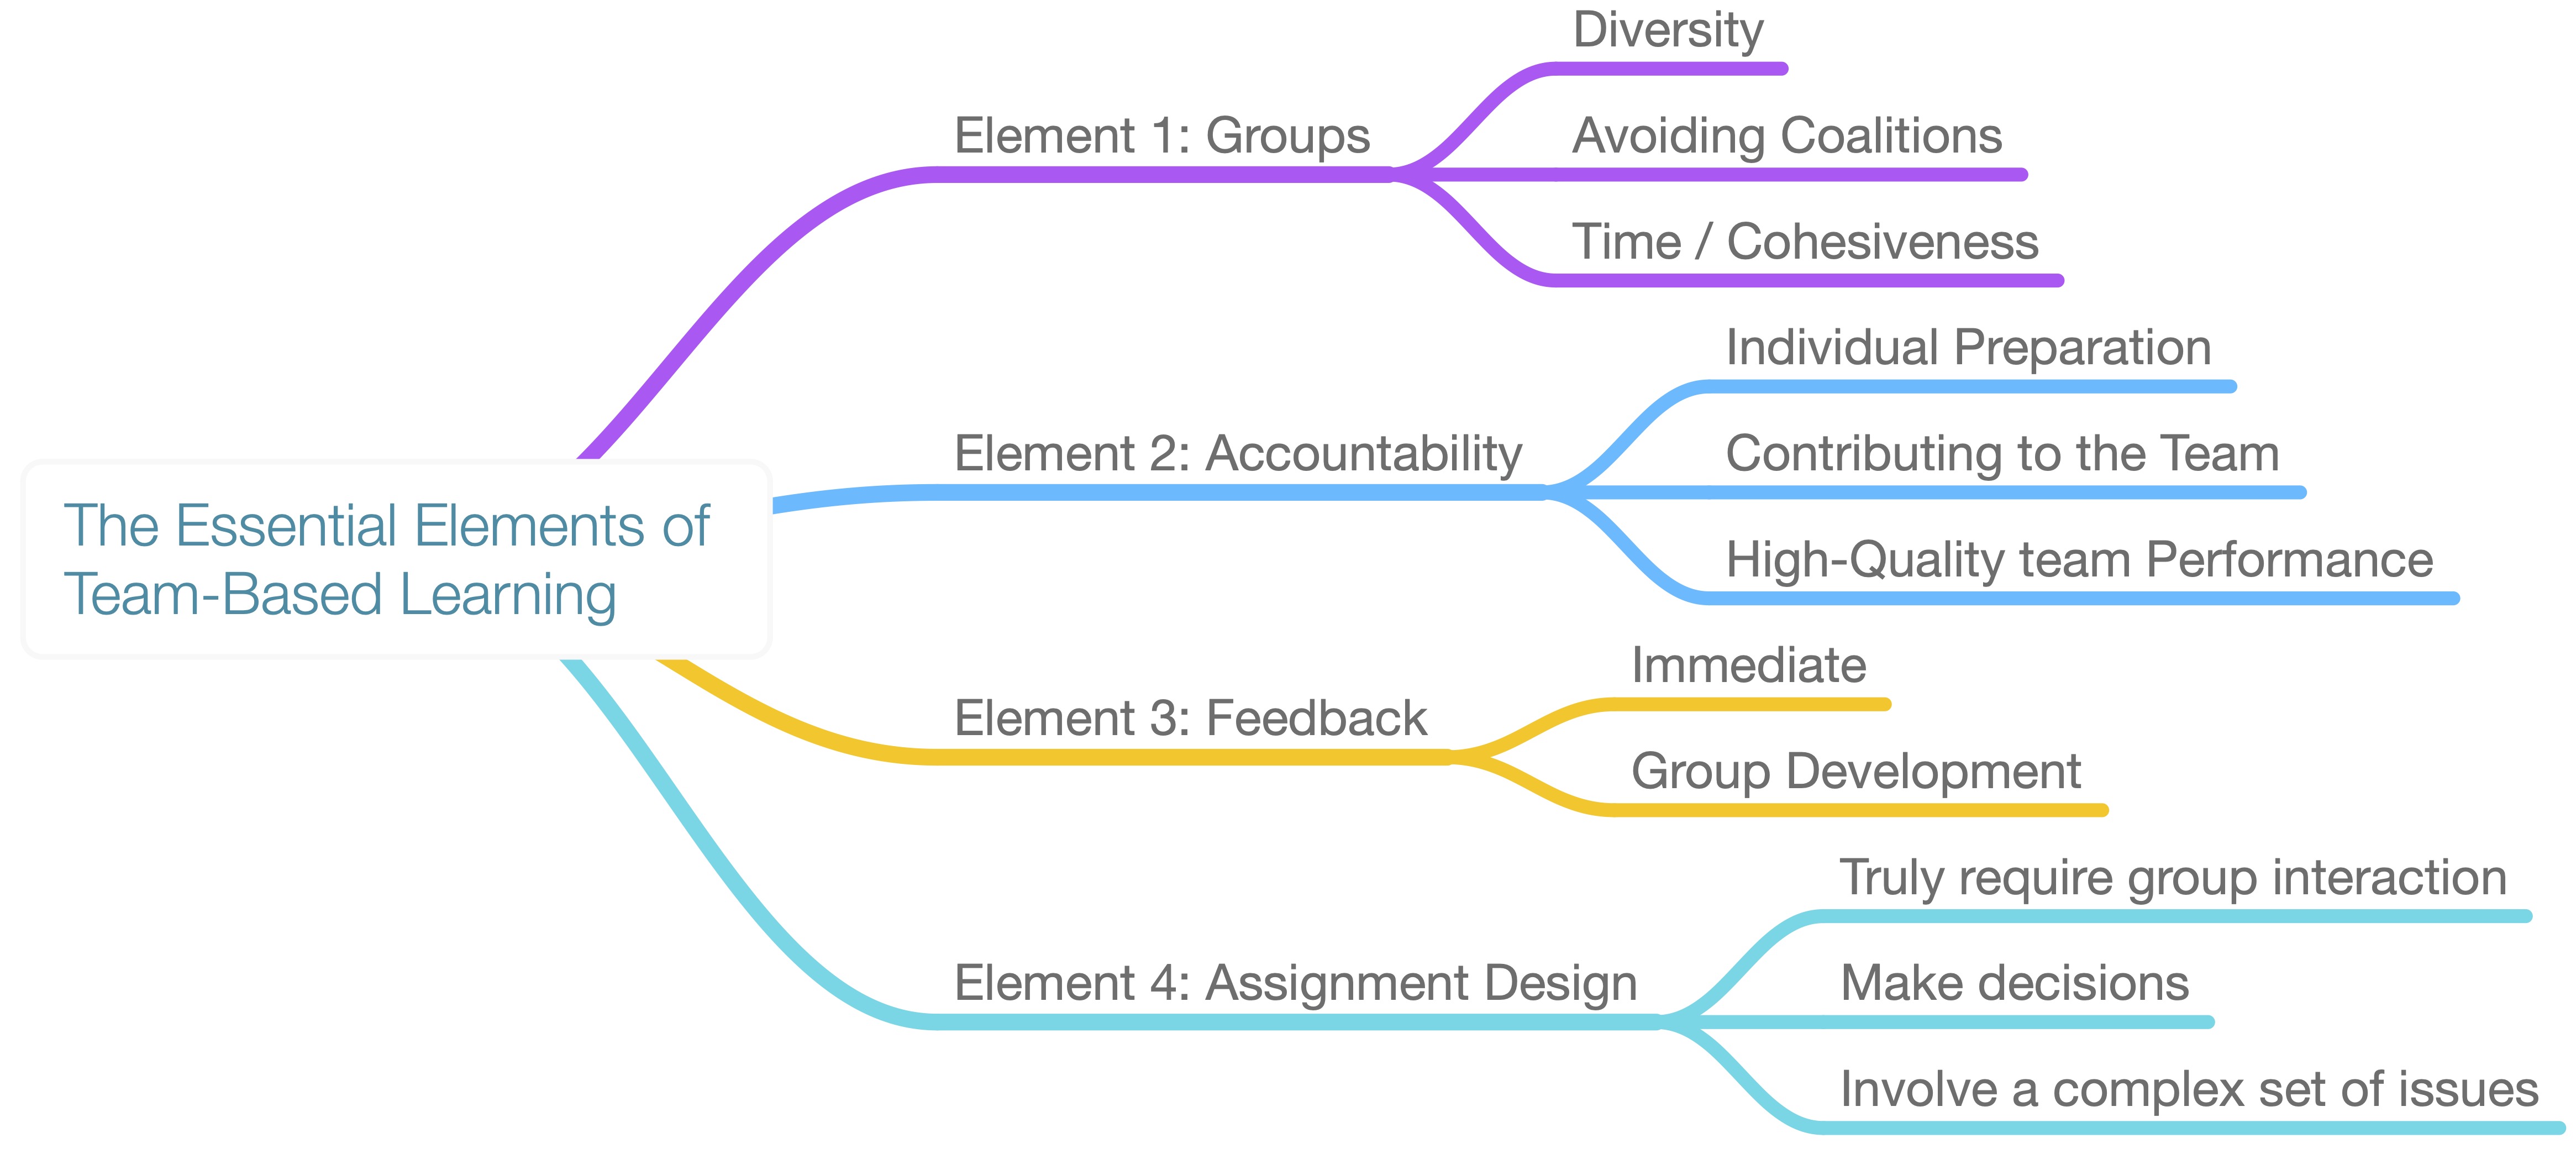 The Essential Elements of
Team-Based Learning
Element 1: Groups
Diversity
Avoiding Coalitions
Time / Cohesiveness
Element 2: Accountability
Individual Preparation
Contributing to the Team
High-Quality team Performance
Element 3: Feedback
Immediate
Group Development
Element 4: Assignment Design
Truly require group interaction
Make decisions
Involve a complex set of issues